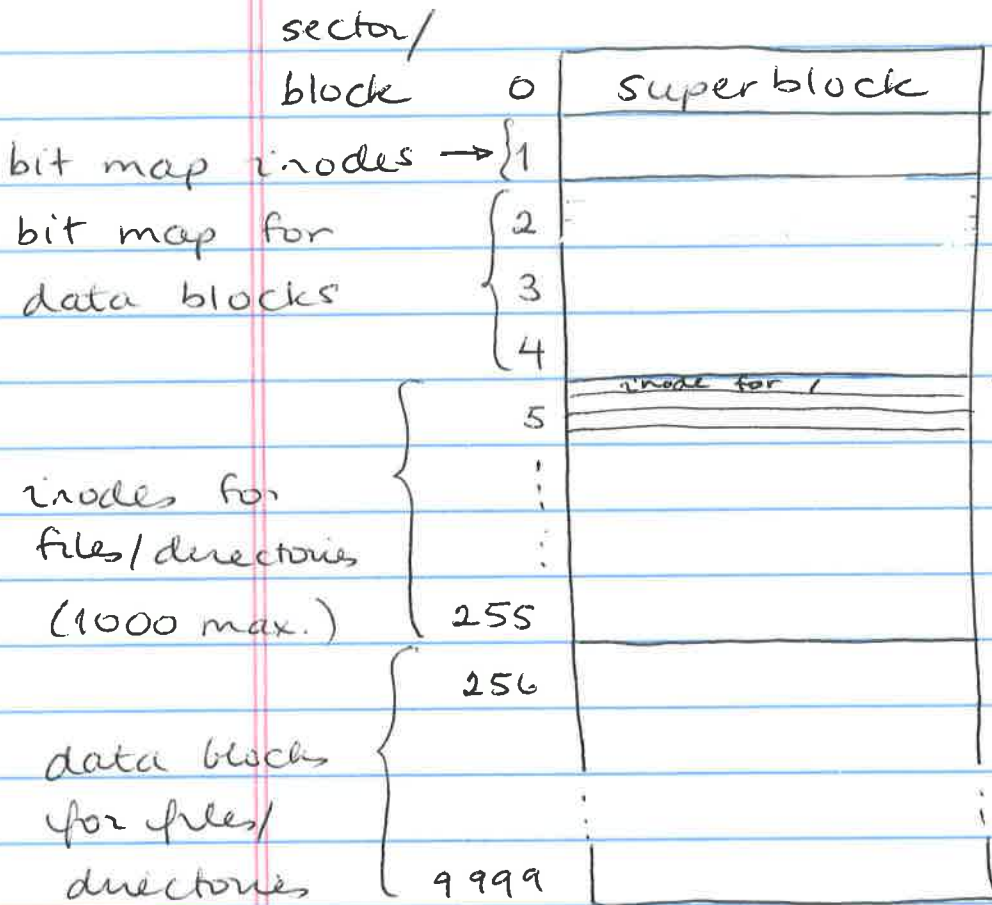 sector/
block 0 superblock
bit map inodes → {1
bit map for 2
data blocks 3
4
inode for /
5
inodes for
files/directories
(1000 max.) 255
256
data blocks
for files/
directories 9999